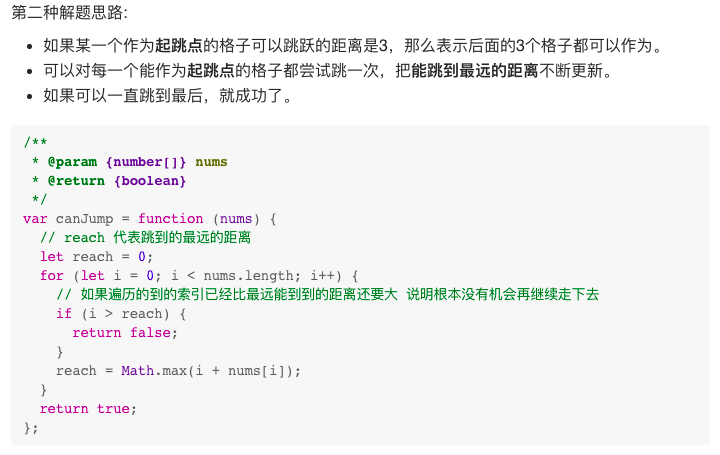 第二种解题思路:
• 如果某一个作为起跳点的格子可以跳跃的距离是3，那么表示后面的3个格子都可以作为。
• 可以对每一个能作为起跳点的格子都尝试跳一次，把能跳到最远的距离不断更新。
• 如果可以一直跳到最后，就成功了。
/**
 * @param {number[]} nums
 * @return {boolean}
 */
var canJump = function (nums) {
  // reach 代表跳到的最远的距离
  let reach = 0;
  for (let i = 0; i < nums.length; i++) {
    // 如果遍历的到的索引已经比最远能到到的距离还要大 说明根本没有机会再继续走下去
    if (i > reach) {
      return false;
    }
    reach = Math.max(i + nums[i]);
  }
  return true;
};